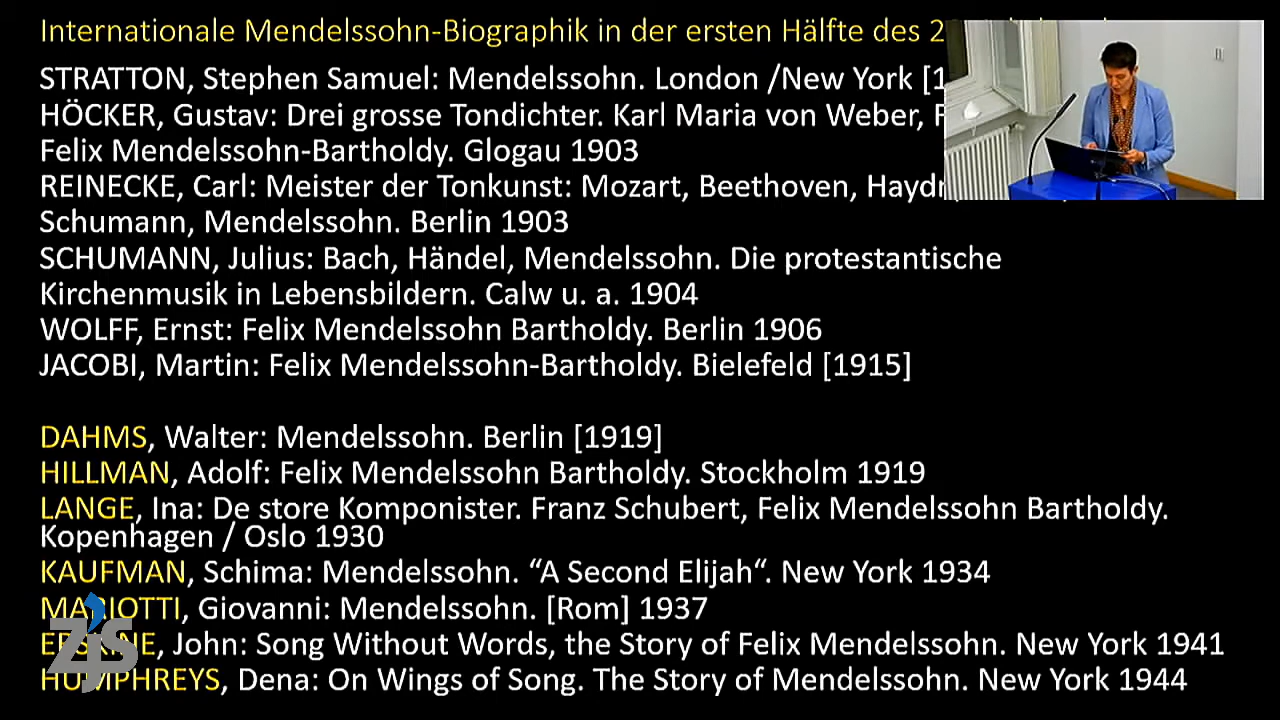 Internationale Mendelssohn-Biographik in der ersten Hälfte des
STRATTON, Stephen Samuel: Mendelssohn. London /New York
HÖCKER, Gustav: Drei grosse Tondichter. Karl Maria von Weber,
Felix Mendelssohn-Bartholdy. Glogau 1903
REINECKE, Carl: Meister der Tonkunst: Mozart, Beethoven,
Schumann, Mendelssohn. Berlin 1903
SCHUMANN, Julius: Bach, Händel, Mendelssohn. Die protestantische
Kirchenmusik in Lebensbildern. Calw u. a. 1904
WOLFF, Ernst: Felix Mendelssohn Bartholdy. Berlin 1906
JACOBI, Martin: Felix Mendelssohn-Bartholdy. Bielefeld [1915]
DAHMS, Walter: Mendelssohn. Berlin [1919]
HILLMAN, Adolf: Felix Mendelssohn Bartholdy. Stockholm 1919
LANGE, Ina: De store Komponister. Franz Schubert, Felix Mendelssohn Bartholdy.
Kopenhagen / Oslo 1930
KAUFMAN, Schima: Mendelssohn. “A Second Elijah“. New York 1934
MARIOTTI, Giovanni: Mendelssohn. [Rom] 1937
ERSKINE, John: Song Without Words, the Story of Felix Mendelssohn. New York 1941
HUMPHREYS, Dena: On Wings of Song. The Story of Mendelssohn. New York 1944
ZJS